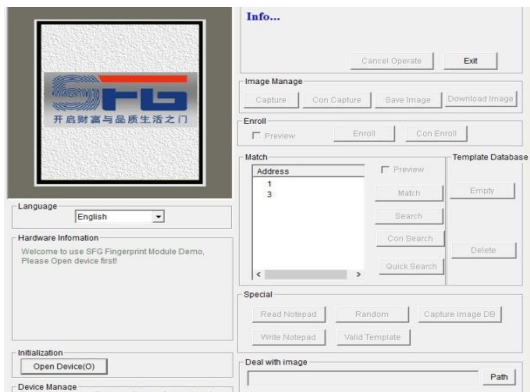 SFG
开启财富与品质生活之门
Language
English
Hardware Infomation
Welcome to use SFG Fingerprint Module Demo,
Please Open device first!
Initialization
Open Device(O)
Device Manage
Info...
Cancel Operate
Exit
Image Manage
Capture
Con Capture
Save Image
Download Image
Enroll
Preview
Enroll
Con Enroll
Match
Address
1
3
Preview
Match
Search
Con Search
Quick Search
Template Database
Empty
Delete
Special
Read Notepad
Random
Capture Image DB
Write Notepad
Valid Template
Deal with image
Path